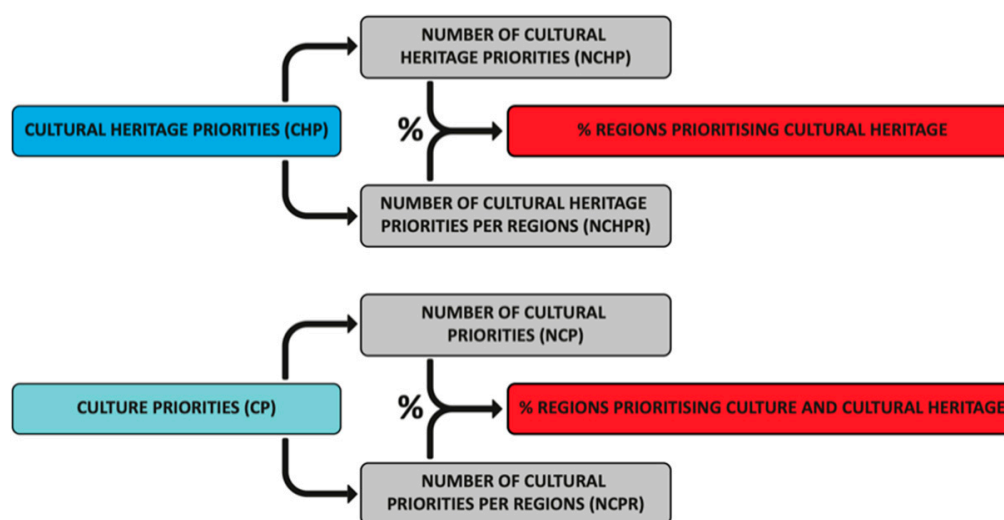 NUMBER OF CULTURAL
HERITAGE PRIORITIES (NCHP)
CULTURAL HERITAGE PRIORITIES (CHP)
%
% REGIONS PRIORITISING CULTURAL HERITAGE
NUMBER OF CULTURAL HERITAGE
PRIORITIES PER REGIONS (NCHPR)
NUMBER OF CULTURAL
PRIORITIES (NCP)
CULTURE PRIORITIES (CP)
%
% REGIONS PRIORITISING CULTURE AND CULTURAL HERITAGE
NUMBER OF CULTURAL
PRIORITIES PER REGIONS (NCPR)